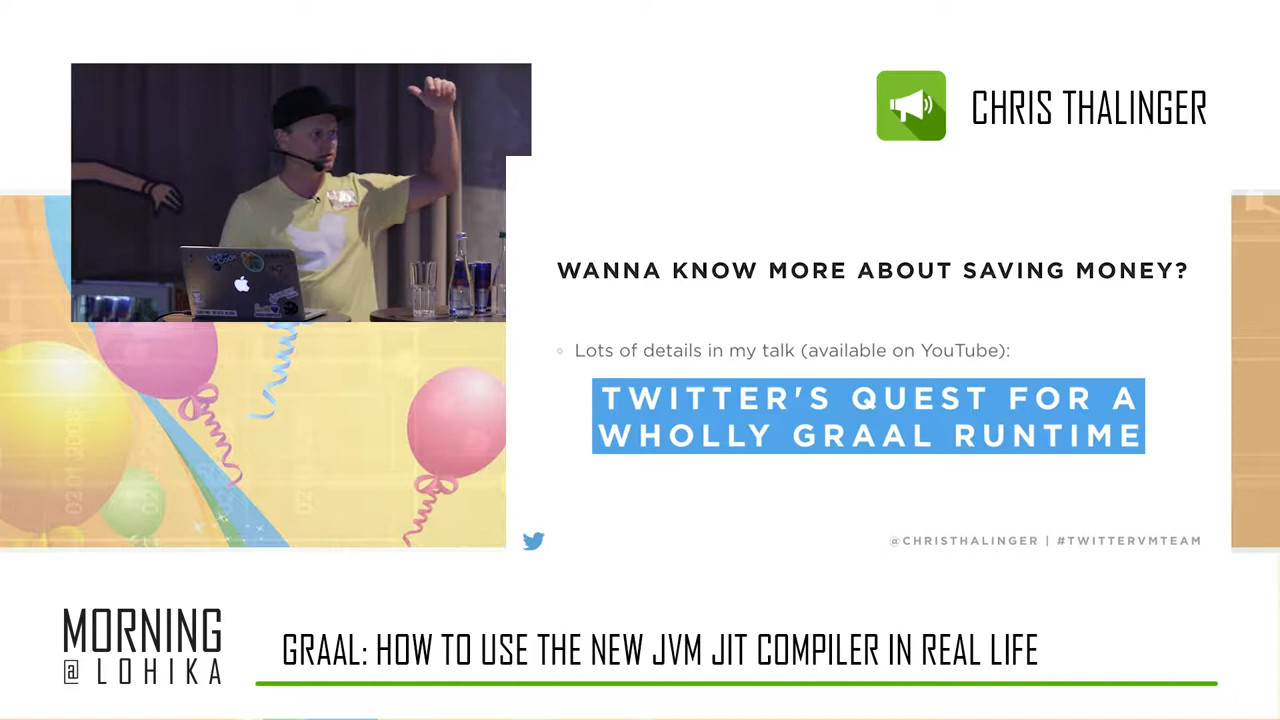 CHRIS THALINGER
WANNA KNOW MORE ABOUT SAVING MONEY?
Lots of details in my talk (available on YouTube):
TWITTER'S QUEST FOR A
WHOLLY GRAAL RUNTIME
@CHRISTHALINGER | #TWITTERVMTEAM
MORNING
@ LOHIKA
GRAAL: HOW TO USE THE NEW JVM JIT COMPILER IN REAL LIFE